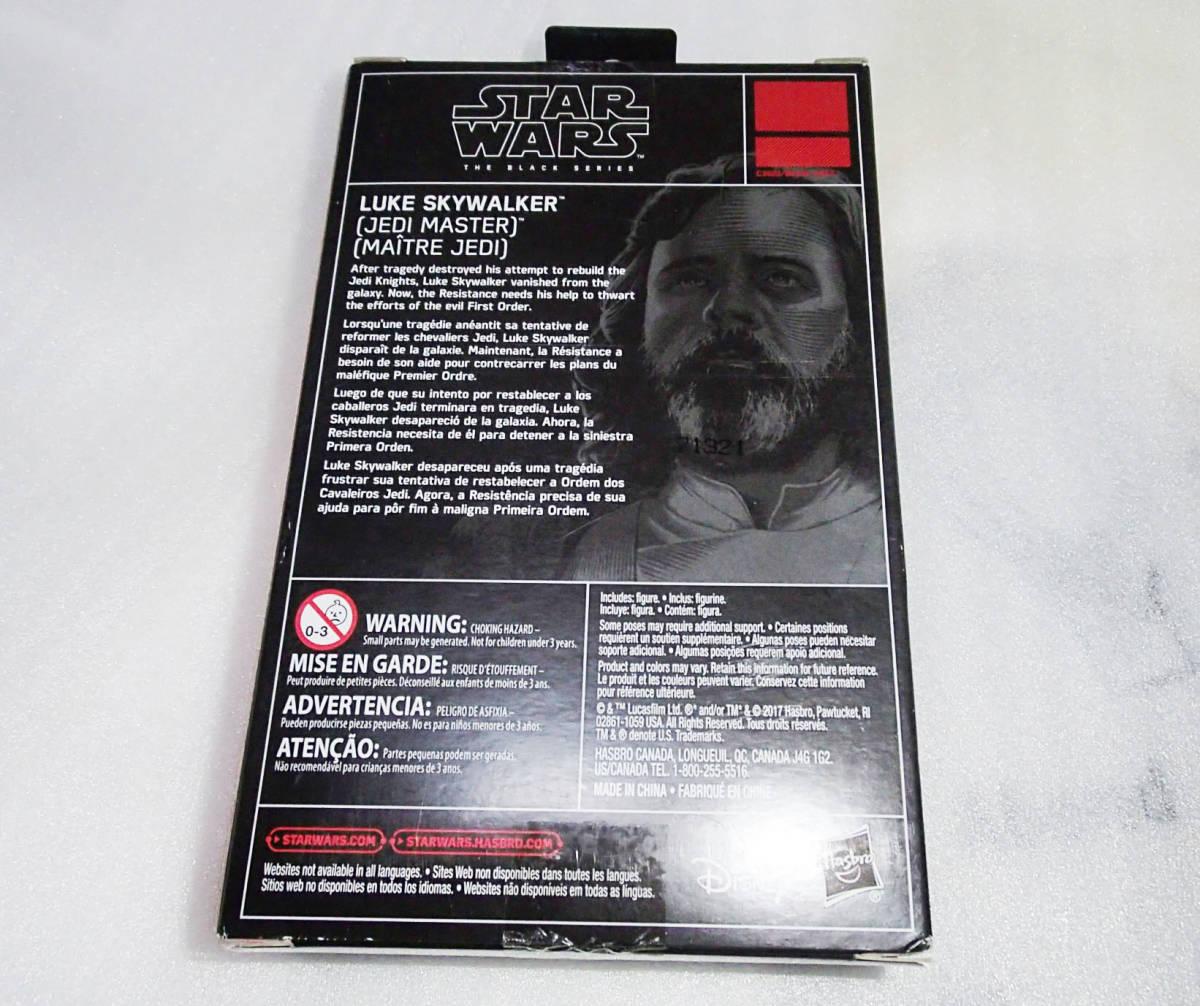 STAR
WARS™
THE BLACK SERIES
LUKE SKYWALKER™
(JEDI MASTER)™
(MAÎTRE JEDI)
After tragedy destroyed his attempt to rebuild the
Jedi Knights, Luke Skywalker vanished from the
galaxy. Now, the Resistance needs his help to thwart
the efforts of the evil First Order.
Lorsqu'une tragédie anéantit sa tentative de
reformer les chevaliers Jedi, Luke Skywalker
disparaît de la galaxie. Maintenant, la Résistance a
besoin de son aide pour contrecarrer les plans du
maléfique Premier Ordre.
Luego de que su intento por restablecer a los
caballeros Jedi terminara en tragedia, Luke
Skywalker desapareció de la galaxia. Ahora, la
Resistencia necesita de él para detener a la siniestra
Primera Orden.
Luke Skywalker desapareceu após uma tragédia
frustrar sua tentativa de restabelecer a Ordem dos
Cavaleiros Jedi. Agora, a Resistência precisa de sua
ajuda para pôr fim à maligna Primeira Ordem.
71321
0-3
WARNING: CHOKING HAZARD –
Small parts may be generated. Not for children under 3 years.
MISE EN GARDE: RISQUE D'ÉTOUFFEMENT –
Peut produire de petites pièces. Déconseillé aux enfants de moins de 3 ans.
ADVERTENCIA: PELIGRO DE ASFIXIA –
Pueden producirse piezas pequeñas. No es para niños menores de 3 años.
ATENÇÃO: Partes pequenas podem ser geradas.
Não recomendável para crianças menores de 3 anos.
Includes: figure. • Inclus: figurine.
Incluye: figura. • Contém: figura.
Some poses may require additional support. • Certaines positions
requièrent un soutien supplémentaire. • Algunas poses pueden necesitar
soporte adicional. • Algumas posições requerem apoio adicional.
Product and colors may vary. Retain this information for future reference.
Le produit et les couleurs peuvent varier. Conservez cette information
pour référence ultérieure.
© & ™ Lucasfilm Ltd. ®* and/or TM* & © 2017 Hasbro, Pawtucket, RI
02861-1059 USA. All Rights Reserved. Tous droits réservés.
TM & ® denote U.S. Trademarks.
HASBRO CANADA, LONGUEUIL, QC, CANADA J4G 1G2.
US/CANADA TEL. 1-800-255-5516.
MADE IN CHINA • FABRIQUÉ EN CHINE
STARWARS.COM STARWARS.HASBRO.COM
Websites not available in all languages. • Sites Web non disponibles dans toutes les langues.
Sitios web no disponibles en todos los idiomas. • Websites não disponíveis em todas as línguas.
Disney
Hasbro®